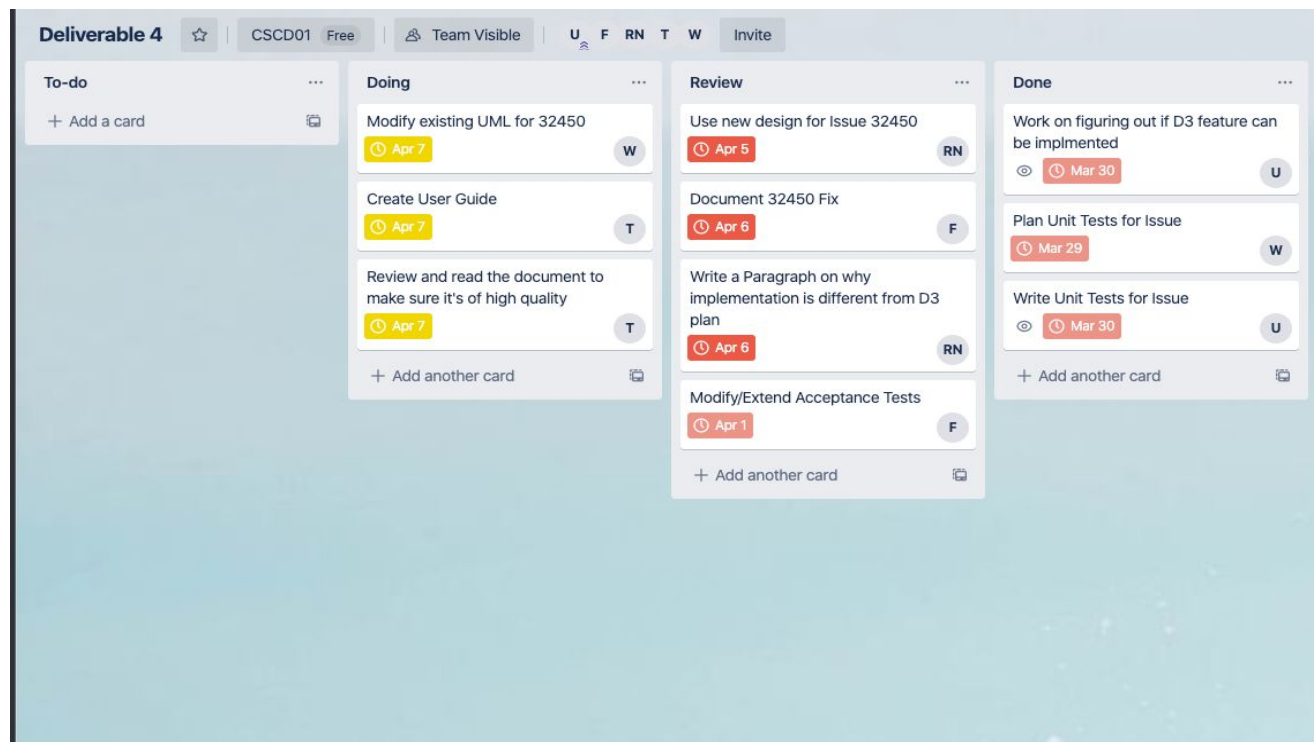 Deliverable 4 CSCD01 Free Team Visible U F RN T W Invite
To-do ...
+ Add a card
Doing ...
Modify existing UML for 32450
Apr 7 W
Create User Guide
Apr 7 T
Review and read the document to
make sure it's of high quality
Apr 7 T
+ Add another card
Review ...
Use new design for Issue 32450
Apr 5 RN
Document 32450 Fix
Apr 6 F
Write a Paragraph on why
implementation is different from D3
plan
Apr 6 RN
Modify/Extend Acceptance Tests
Apr 1 F
+ Add another card
Done ...
Work on figuring out if D3 feature can
be implmented
Mar 30 U
Plan Unit Tests for Issue
Mar 29 W
Write Unit Tests for Issue
Mar 30 U
+ Add another card